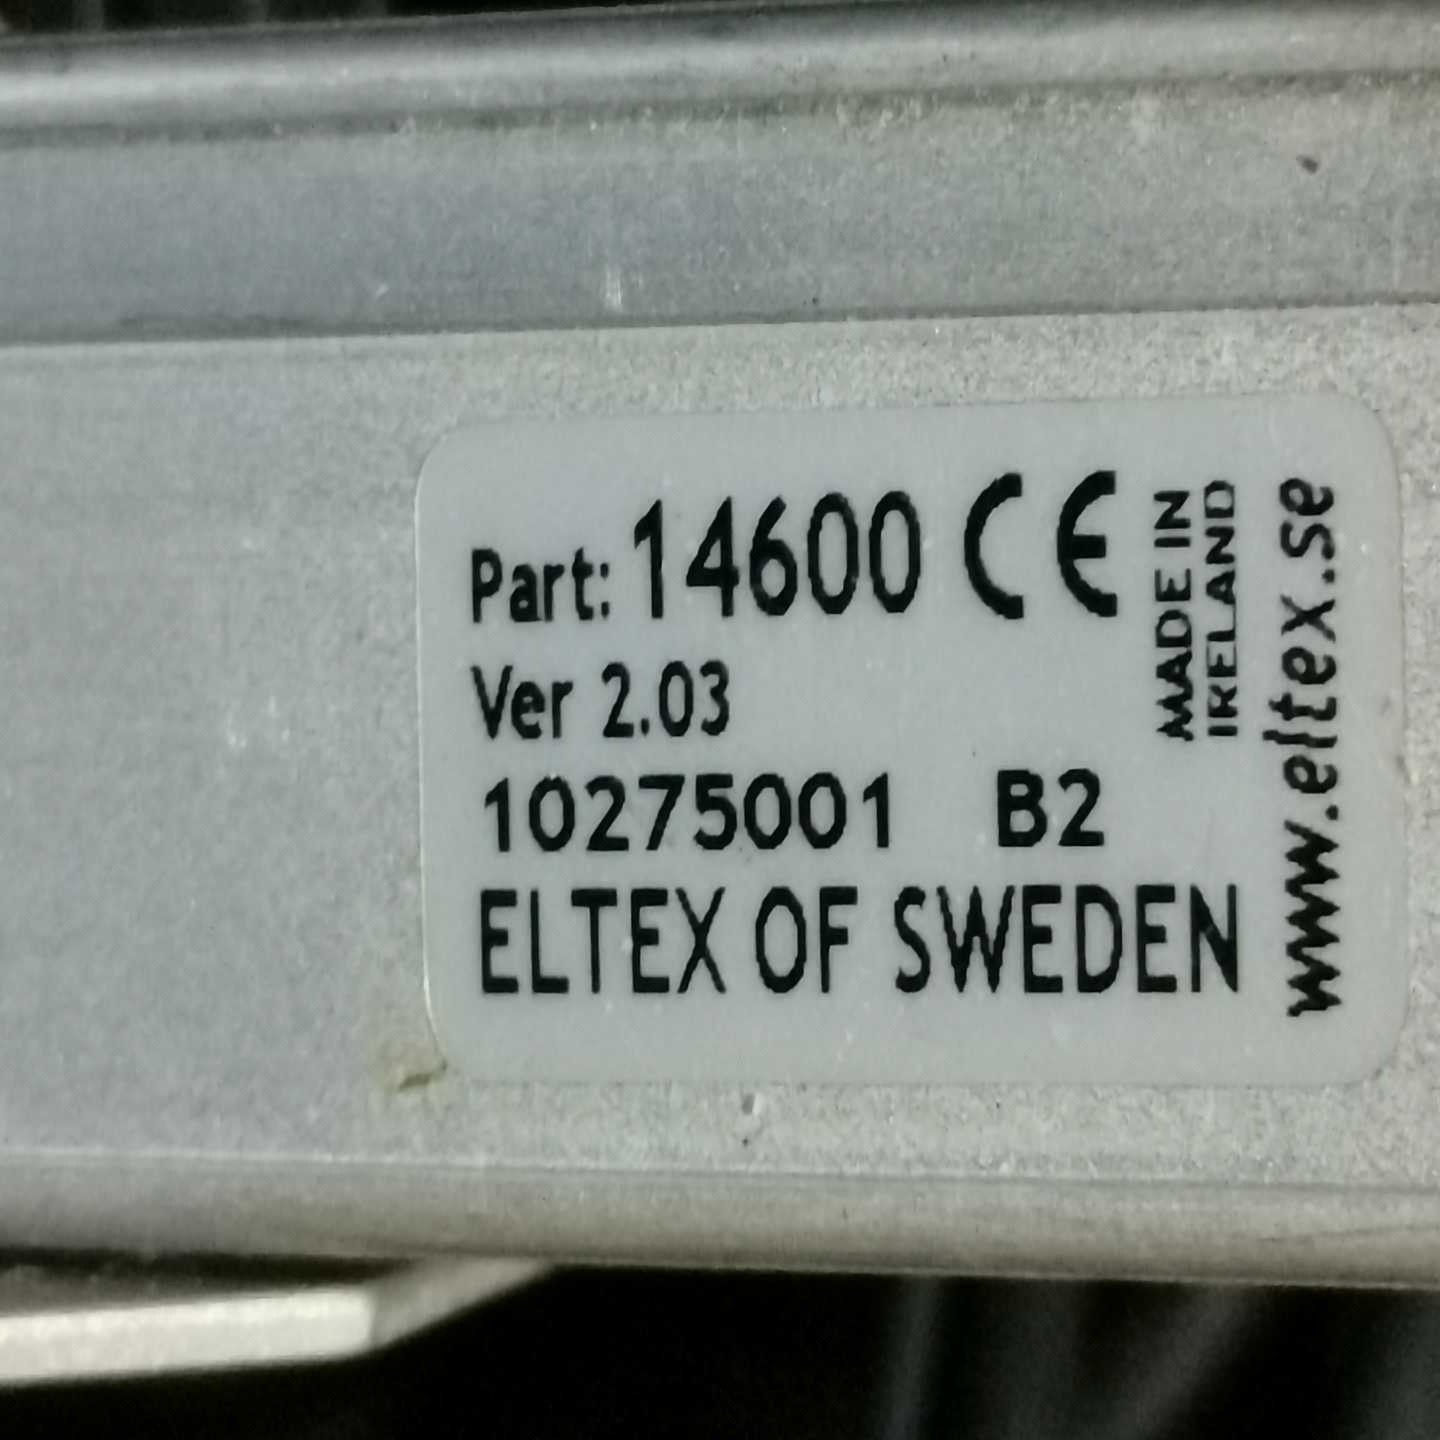 Part: 14600 CE
Ver 2.03
10275001 B2
ELTEX OF SWEDEN
MADE IN
IRELAND
www.eltex.se